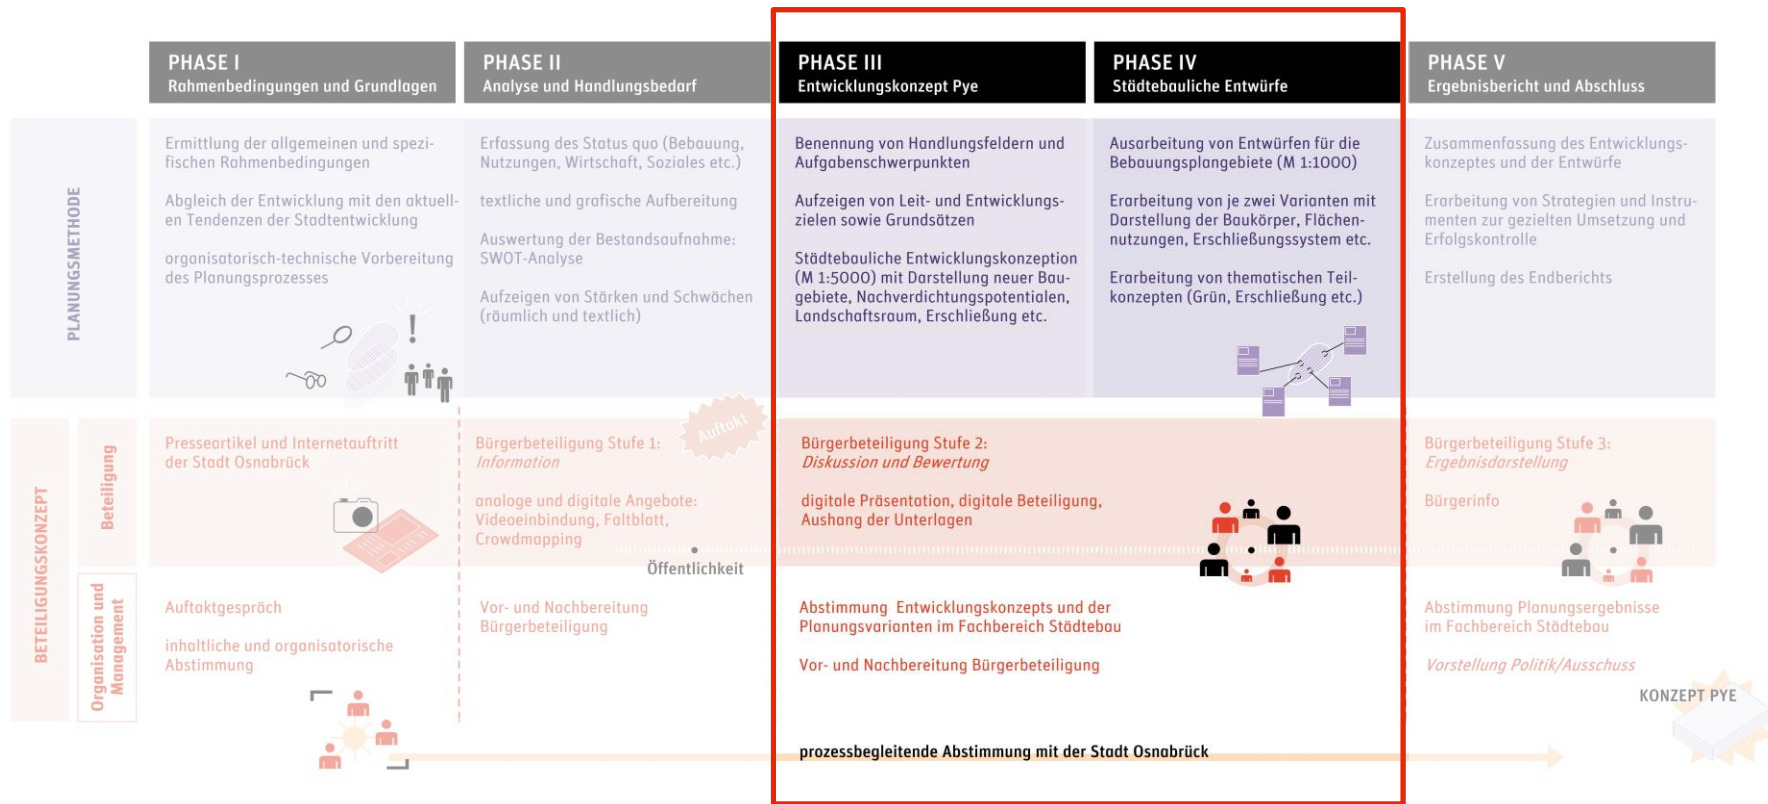 PHASE I
Rahmenbedingungen und Grundlagen
PHASE II
Analyse und Handlungsbedarf
PHASE III
Entwicklungskonzept Pye
PHASE IV
Städtebauliche Entwürfe
PHASE V
Ergebnisbericht und Abschluss
PLANUNGSMETHODE
Ermittlung der allgemeinen und spezi-
fischen Rahmenbedingungen
Abgleich der Entwicklung mit den aktuell-
en Tendenzen der Stadtentwicklung
organisatorisch-technische Vorbereitung
des Planungsprozesses
!
Erfassung des Status quo (Bebauung,
Nutzungen, Wirtschaft, Soziales etc.)
textliche und grafische Aufbereitung
Auswertung der Bestandsaufnahme:
SWOT-Analyse
Aufzeigen von Stärken und Schwächen
(räumlich und textlich)
Benennung von Handlungsfeldern und
Aufgabenschwerpunkten
Aufzeigen von Leit- und Entwicklungs-
zielen sowie Grundsätzen
Städtebauliche Entwicklungskonzeption
(M 1:5000) mit Darstellung neuer Bau-
gebiete, Nachverdichtungspotentialen,
Landschaftsraum, Erschließung etc.
Ausarbeitung von Entwürfen für die
Bebauungsplangebiete (M 1:1000)
Erarbeitung von je zwei Varianten mit
Darstellung der Baukörper, Flächen-
nutzungen, Erschließungssystem etc.
Erarbeitung von thematischen Teil-
konzepten (Grün, Erschließung etc.)
Zusammenfassung des Entwicklungs-
konzeptes und der Entwürfe
Erarbeitung von Strategien und Instru-
menten zur gezielten Umsetzung und
Erfolgskontrolle
Erstellung des Endberichts
BETEILIGUNGSKONZEPT
Beteiligung
Presseartikel und Internetauftritt
der Stadt Osnabrück
Auftakt
Bürgerbeteiligung Stufe 1:
Information
analoge und digitale Angebote:
Videoeinbindung, Faltblatt,
Crowdmapping
Öffentlichkeit
Bürgerbeteiligung Stufe 2:
Diskussion und Bewertung
digitale Präsentation, digitale Beteiligung,
Aushang der Unterlagen
Bürgerbeteiligung Stufe 3:
Ergebnisdarstellung
Bürgerinfo
Organisation und
Management
Auftaktgespräch
inhaltliche und organisatorische
Abstimmung
Vor- und Nachbereitung
Bürgerbeteiligung
Abstimmung Entwicklungskonzepts und der
Planungsvarianten im Fachbereich Städtebau
Vor- und Nachbereitung Bürgerbeteiligung
Abstimmung Planungsergebnisse
im Fachbereich Städtebau
Vorstellung Politik/Ausschuss
KONZEPT PYE
prozessbegleitende Abstimmung mit der Stadt Osnabrück